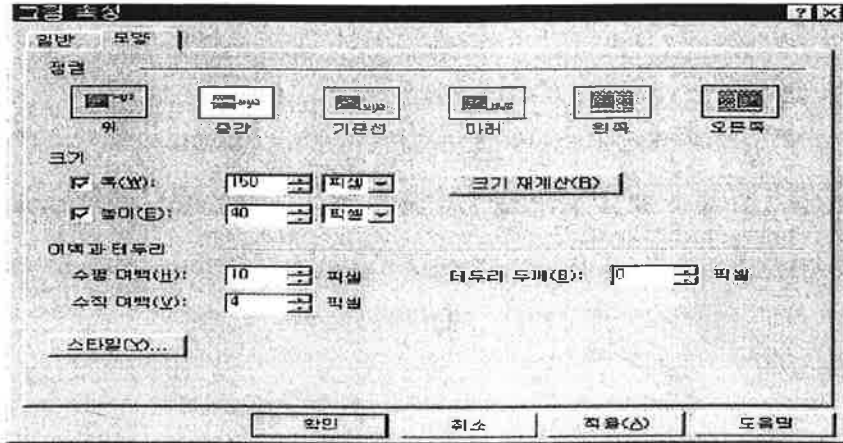 그림 속성
일반 모양
정렬
위 중간 기준선 아래 왼쪽 오른쪽
크기
폭(W): 150 픽셀 크기 재계산(B)
높이(E): 40 픽셀
여백과 테두리
수평 여백(H): 10 픽셀 테두리 두께(B): 0 픽셀
수직 여백(V): 4 픽셀
스타일(Y)...
확인 취소 적용(A) 도움말